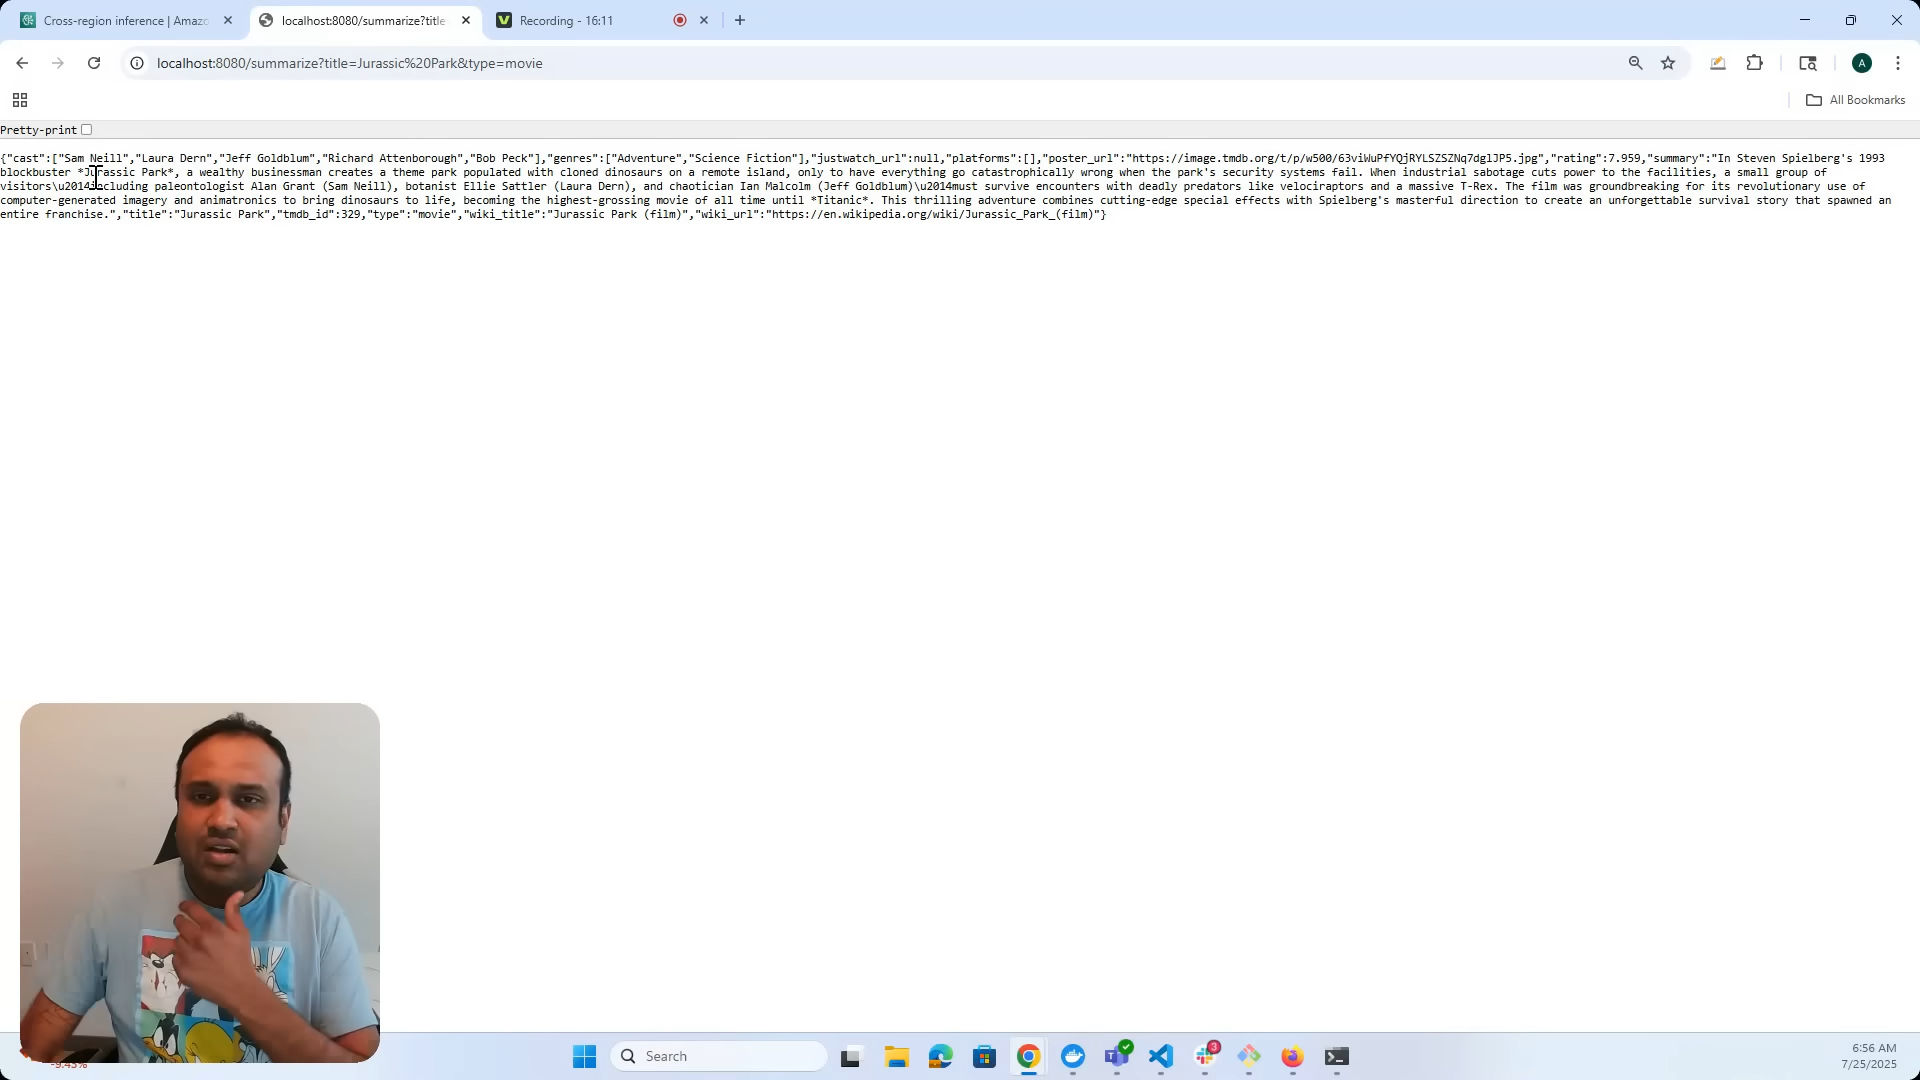 Cross-region inference | Amazo
localhost:8080/summarize?title=
Recording - 16:11
localhost:8080/summarize?title=Jurassic%20Park&type=movie
A
All Bookmarks
Pretty-print
{"cast":["Sam Neill","Laura Dern","Jeff Goldblum","Richard Attenborough","Bob Peck"],"genres":["Adventure","Science Fiction"],"justwatch_url":null,"platforms":[],"poster_url":"https://image.tmdb.org/t/p/w500/63viWuPfYQjRYLSZSZNq7dglJP5.jpg","rating":7.959,"summary":"In Steven Spielberg's 1993
blockbuster *Jurassic Park*, a wealthy businessman creates a theme park populated with cloned dinosaurs on a remote island, only to have everything go catastrophically wrong when the park's security systems fail. When industrial sabotage cuts power to the facilities, a small group of
visitors\u2014including paleontologist Alan Grant (Sam Neill), botanist Ellie Sattler (Laura Dern), and chaotician Ian Malcolm (Jeff Goldblum)\u2014must survive encounters with deadly predators like velociraptors and a massive T-Rex. The film was groundbreaking for its revolutionary use of
computer-generated imagery and animatronics to bring dinosaurs to life, becoming the highest-grossing movie of all time until *Titanic*. This thrilling adventure combines cutting-edge special effects with Spielberg's masterful direction to create an unforgettable survival story that spawned an
entire franchise.","title":"Jurassic Park","tmdb_id":329,"type":"movie","wiki_title":"Jurassic Park (film)","wiki_url":"https://en.wikipedia.org/wiki/Jurassic_Park_(film)"}
-9.43%
Search
3
6:56 AM
7/25/2025